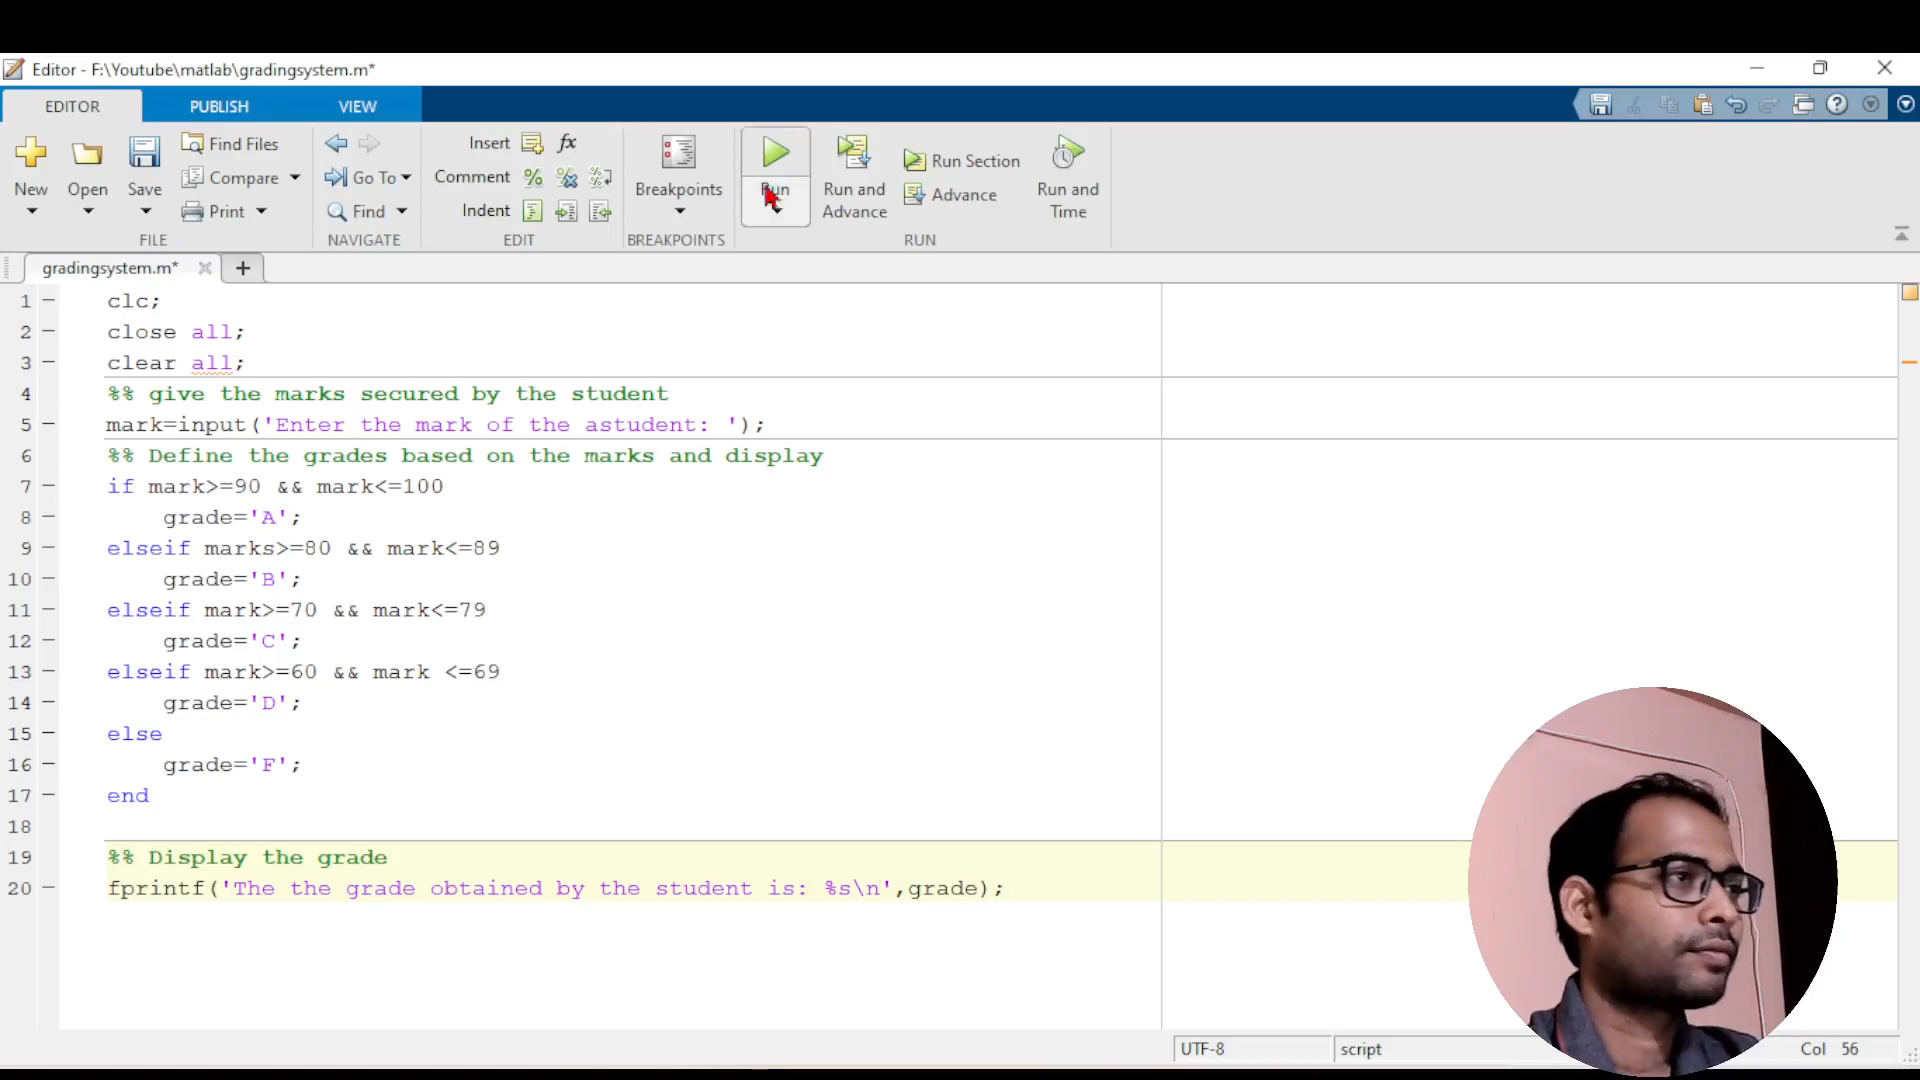 Editor - F:\Youtube\matlab\gradingsystem.m*
EDITOR PUBLISH VIEW
New Open Save Find Files Compare Print
FILE
Go To Find
NAVIGATE
Insert fx
Comment
Indent
EDIT
Breakpoints
BREAKPOINTS
Run
Run and Advance
Run Section
Advance
Run and Time
RUN
gradingsystem.m*
1 clc;
2 close all;
3 clear all;
4 %% give the marks secured by the student
5 mark=input('Enter the mark of the astudent: ');
6 %% Define the grades based on the marks and display
7 if mark>=90 && mark<=100
8 grade='A';
9 elseif marks>=80 && mark<=89
10 grade='B';
11 elseif mark>=70 && mark<=79
12 grade='C';
13 elseif mark>=60 && mark <=69
14 grade='D';
15 else
16 grade='F';
17 end
18
19 %% Display the grade
20 fprintf('The the grade obtained by the student is: %s\n',grade);
UTF-8 script Col 56